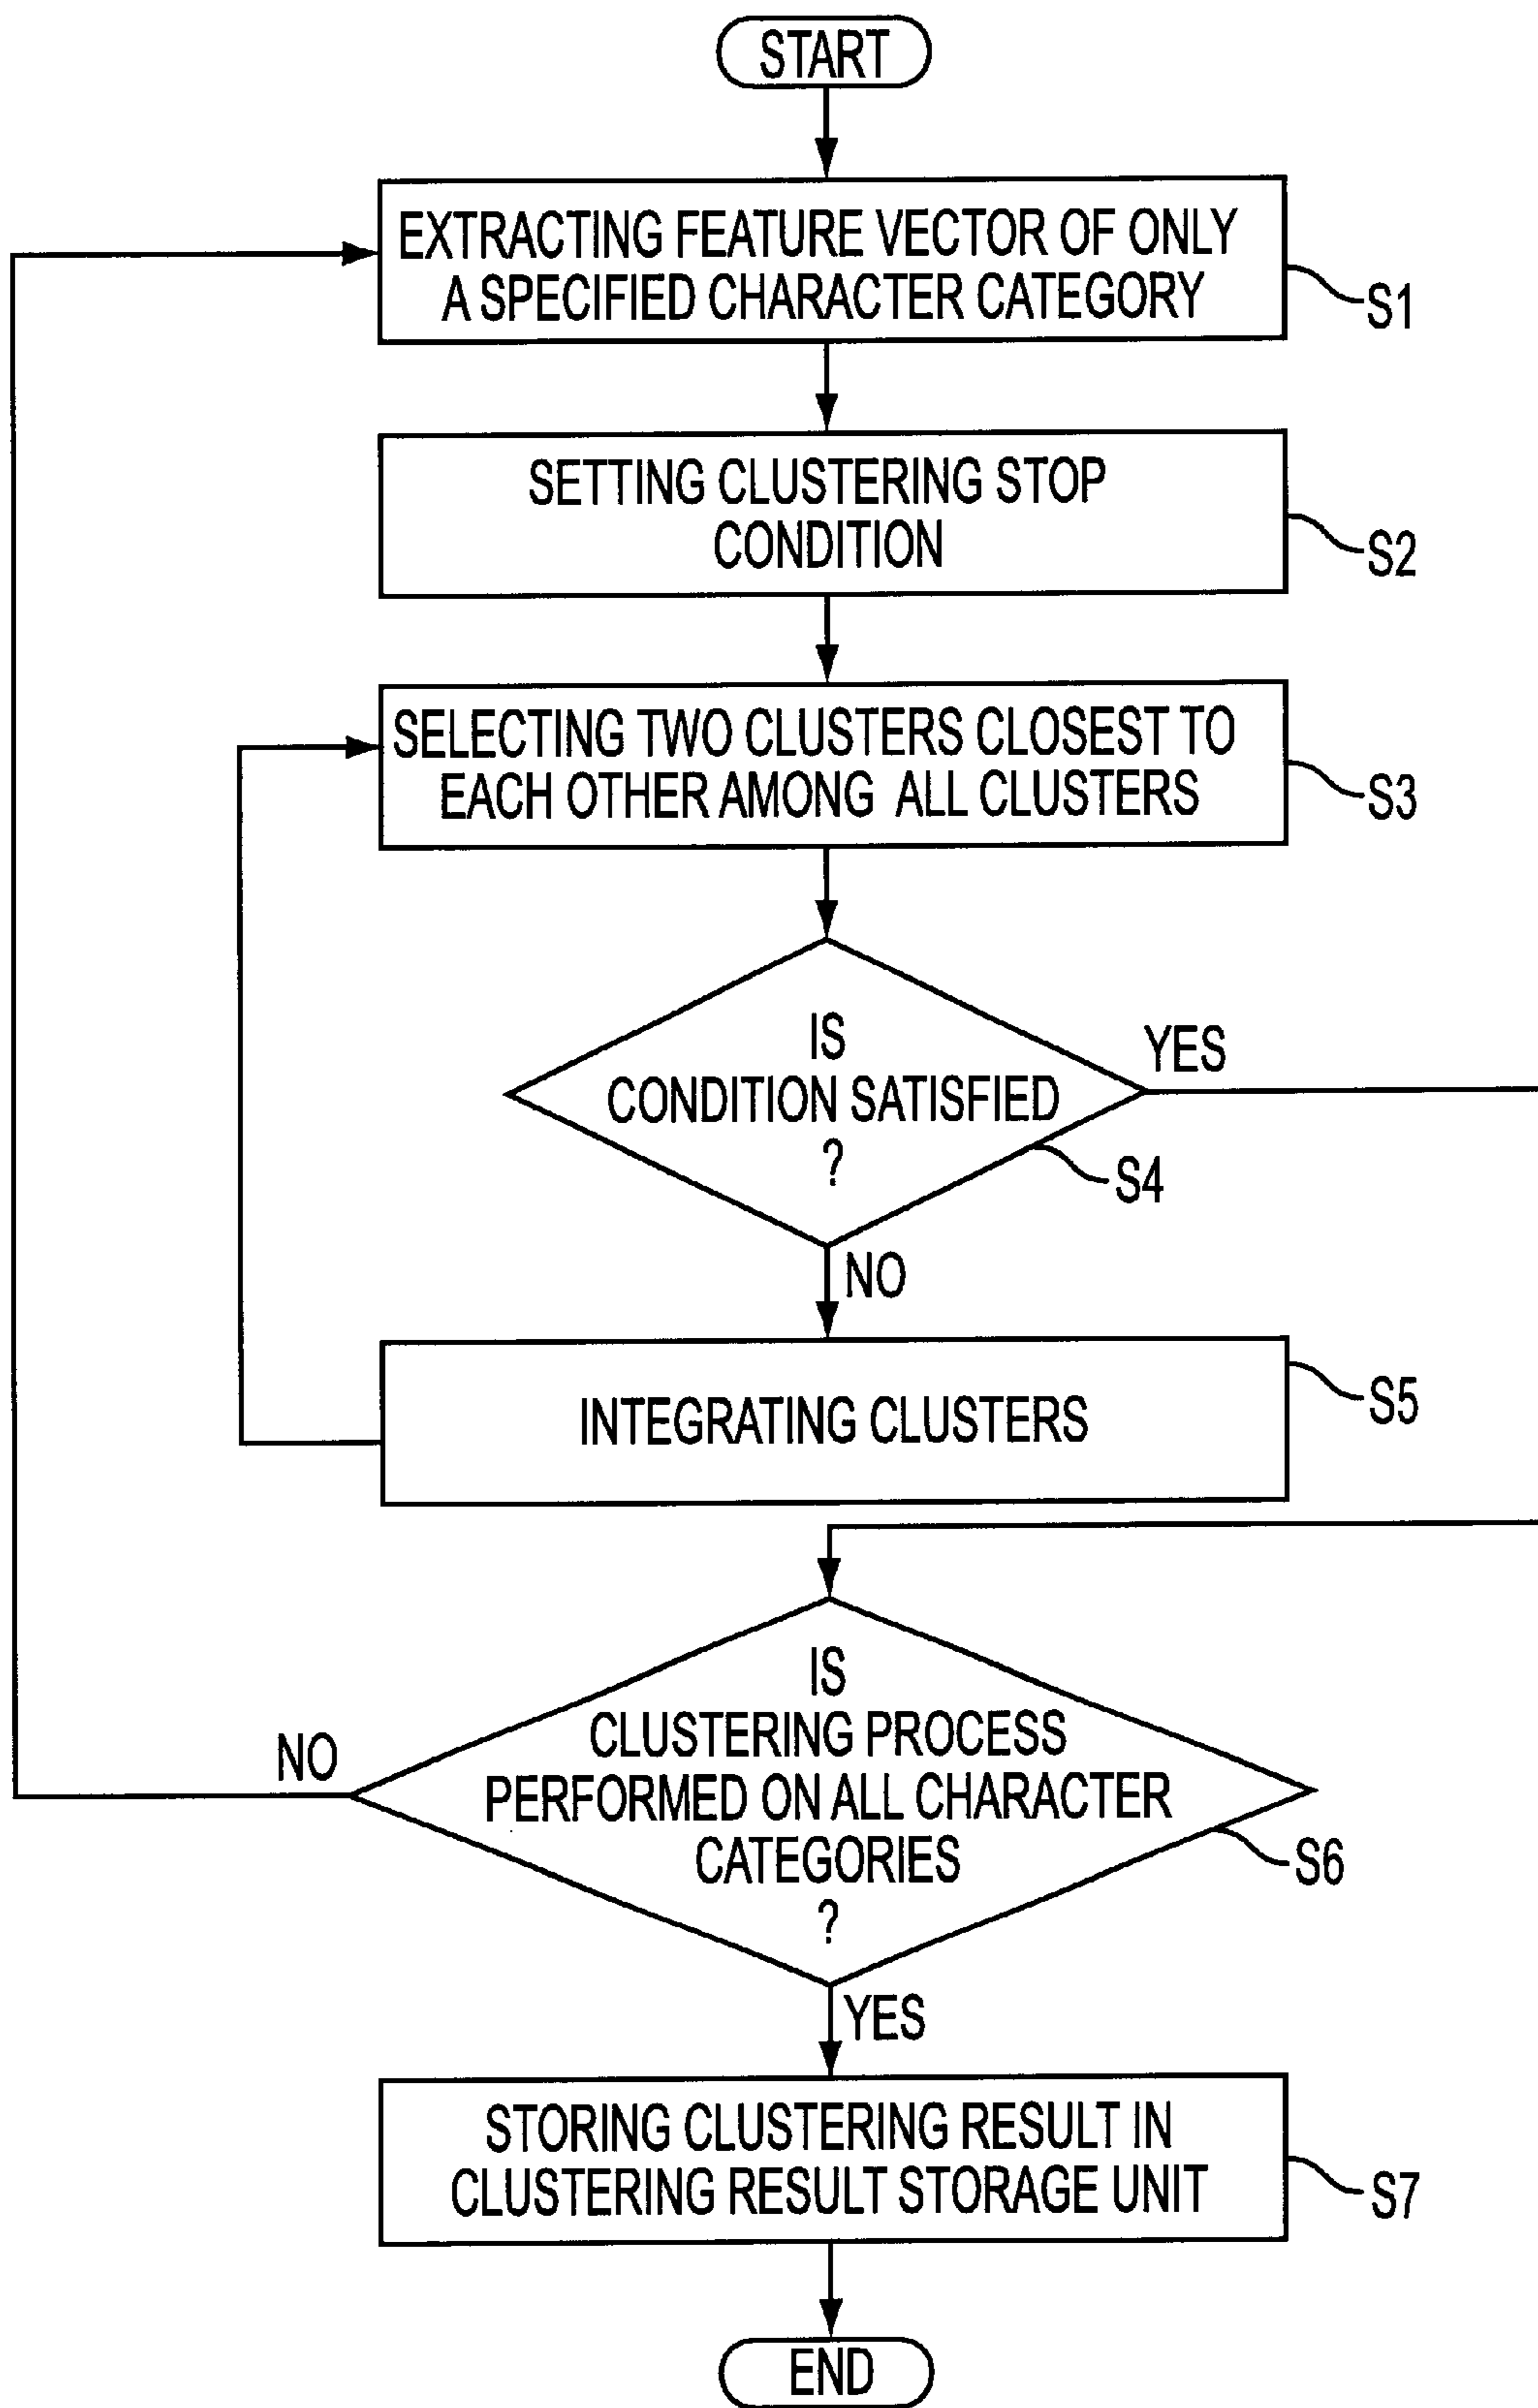 START
EXTRACTING FEATURE VECTOR OF ONLY
A SPECIFIED CHARACTER CATEGORY
S1
SETTING CLUSTERING STOP
CONDITION
S2
SELECTING TWO CLUSTERS CLOSEST TO
EACH OTHER AMONG ALL CLUSTERS
S3
IS
CONDITION SATISFIED
?
YES
S4
NO
INTEGRATING CLUSTERS
S5
IS
CLUSTERING PROCESS
PERFORMED ON ALL CHARACTER
CATEGORIES
?
NO
S6
YES
STORING CLUSTERING RESULT IN
CLUSTERING RESULT STORAGE UNIT
S7
END